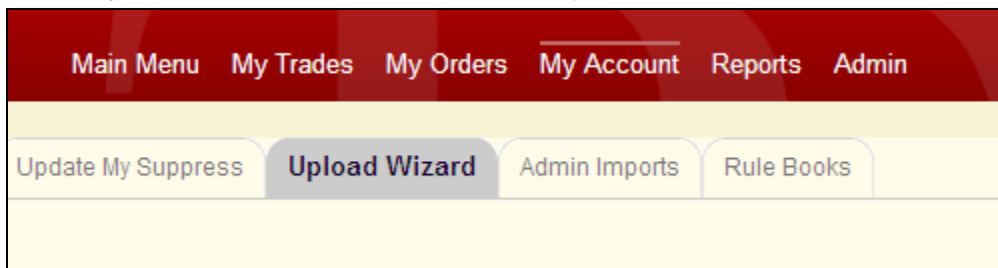 Main Menu My Trades My Orders My Account Reports Admin
Update My Suppress Upload Wizard Admin Imports Rule Books